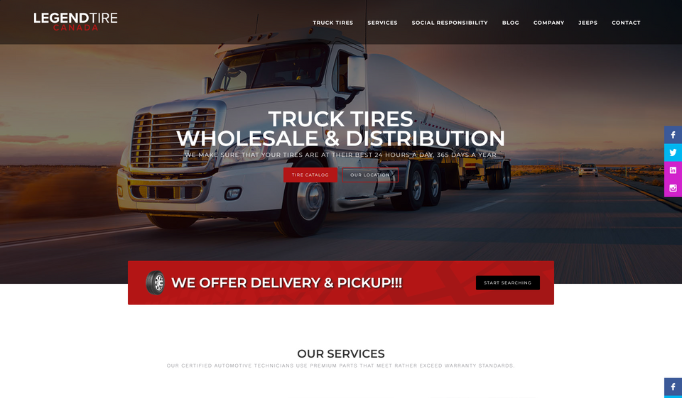 LEGENDTIRE
CANADA
TRUCK TIRES
SERVICES
SOCIAL RESPONSIBILITY
BLOG
COMPANY
JEEPS
CONTACT
TRUCK TIRES
WHOLESALE & DISTRIBUTION
WE MAKE SURE THAT YOUR TIRES ARE AT THEIR BEST 24 HOURS A DAY, 365 DAYS A YEAR
TIRE CATALOG
OUR LOCATION
WE OFFER DELIVERY & PICKUP!!!
START SEARCHING
OUR SERVICES
OUR CERTIFIED AUTOMOTIVE TECHNICIANS USE PREMIUM PARTS THAT MEET RATHER EXCEED WARRANTY STANDARDS.